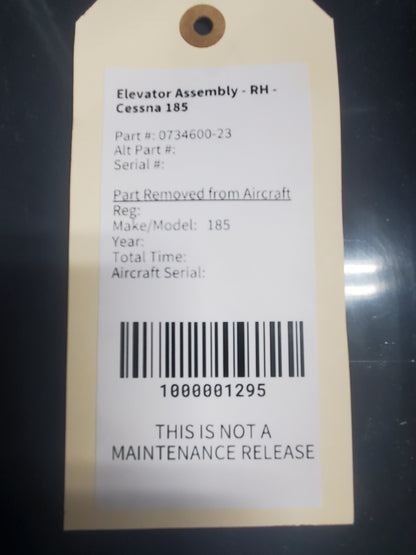 Elevator Assembly - RH -
Cessna 185
Part #: 0734600-23
Alt Part #:
Serial #:
Part Removed from Aircraft
Reg:
Make/Model: 185
Year:
Total Time:
Aircraft Serial:
1000001295
THIS IS NOT A
MAINTENANCE RELEASE